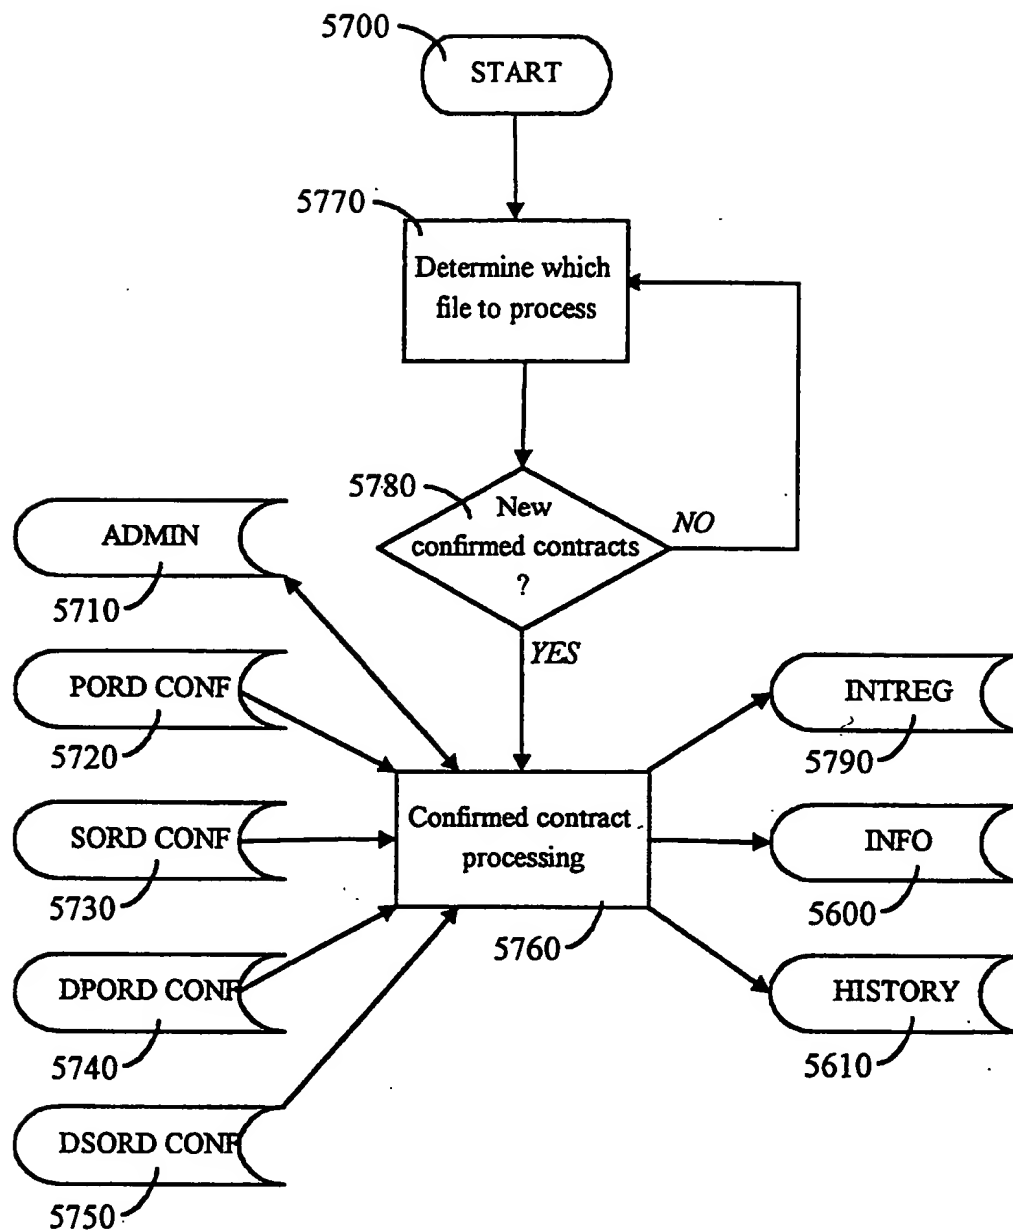 5700
START
5770
Determine which
file to process
5780
New
confirmed contracts
?
NO
YES
ADMIN
5710
PORD CONF
5720
SORD CONF
5730
DPORD CONF
5740
DSORD CONF
5750
Confirmed contract
processing
5760
INTREG
5790
INFO
5600
HISTORY
5610